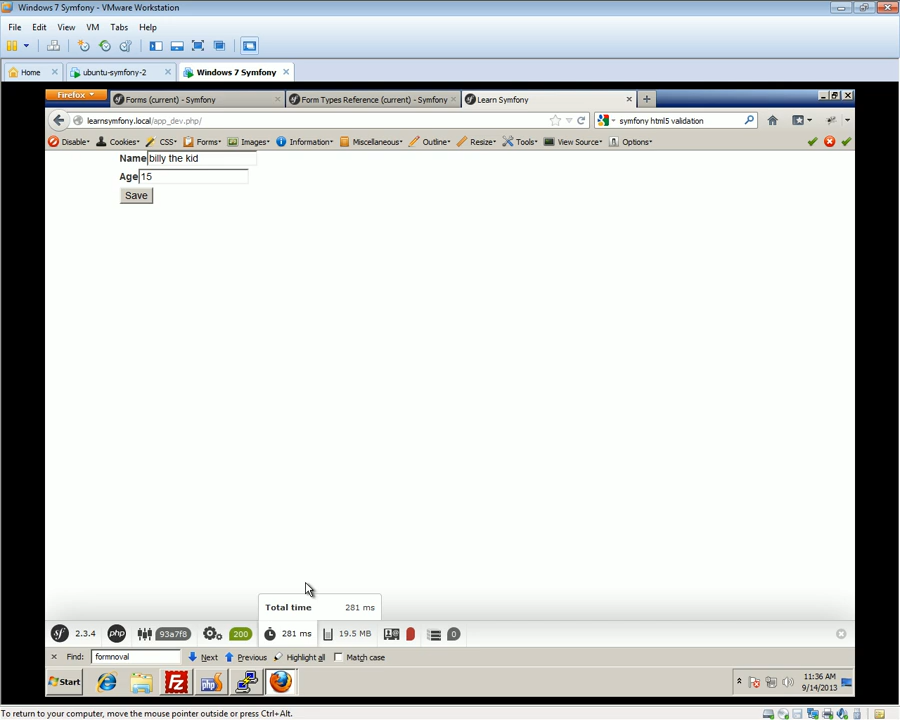 Windows 7 Symfony - VMware Workstation
File Edit View VM Tabs Help
Home ubuntu-symfony-2 Windows 7 Symfony
Firefox Forms (current) - Symfony Form Types Reference (current) - Symfony Learn Symfony
learnsymfony.local/app_dev.php/ symfony html5 validation
Disable Cookies CSS Forms Images Information Miscellaneous Outline Resize Tools View Source Options
Name billy the kid
Age 15
Save
Total time 281 ms
2.3.4 php 93a7f8 200 281 ms 19.5 MB 0
Find: formnoval Next Previous Highlight all Match case
Start 11:36 AM
9/14/2013
To return to your computer, move the mouse pointer outside or press Ctrl+Alt.